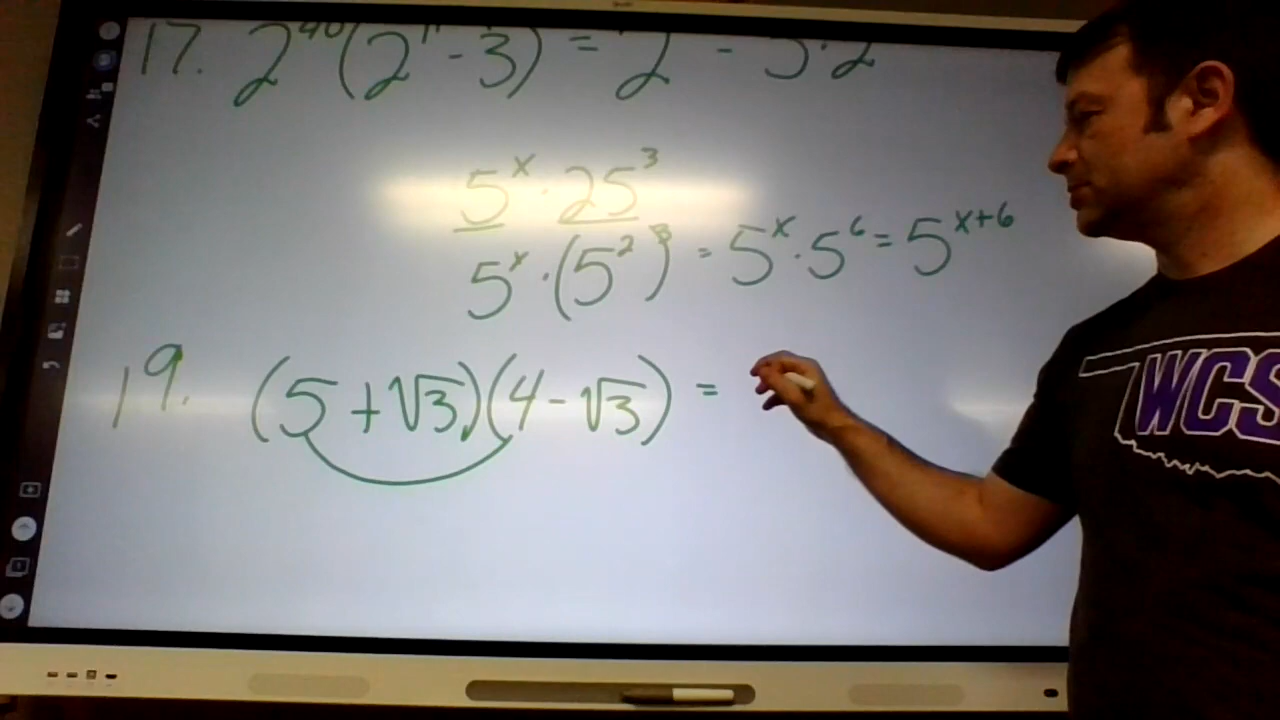 17. 2⁴⁰(2ⁿ - 3) = 2 - 3·2
5ˣ · 25³
5ˣ · (5²)³ = 5ˣ · 5⁶ = 5ˣ⁺⁶
19. (5 + √3)(4 - √3) =
WCS